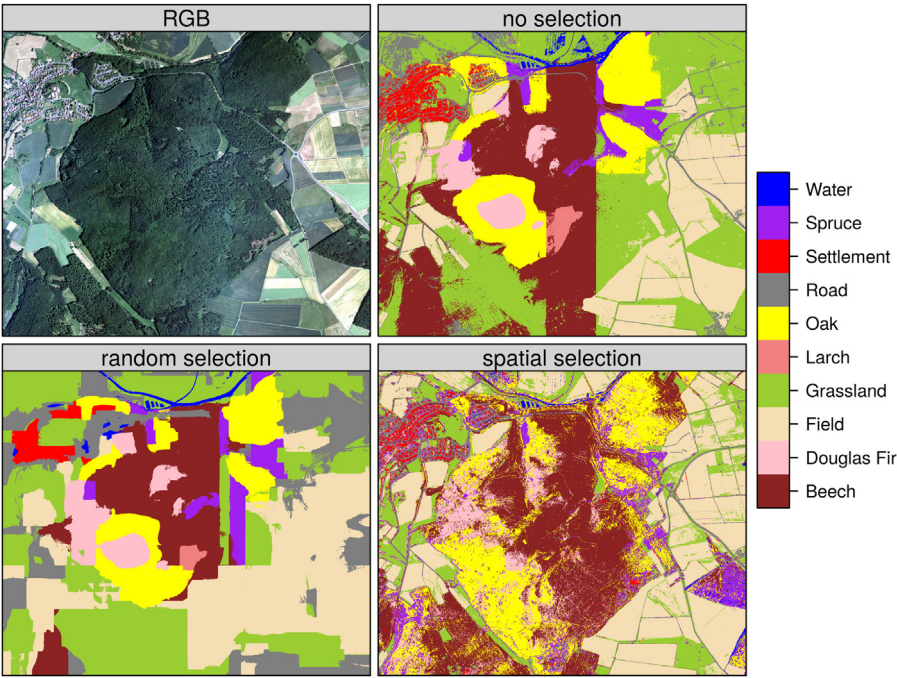 RGB
no selection
random selection
spatial selection
Water
Spruce
Settlement
Road
Oak
Larch
Grassland
Field
Douglas Fir
Beech